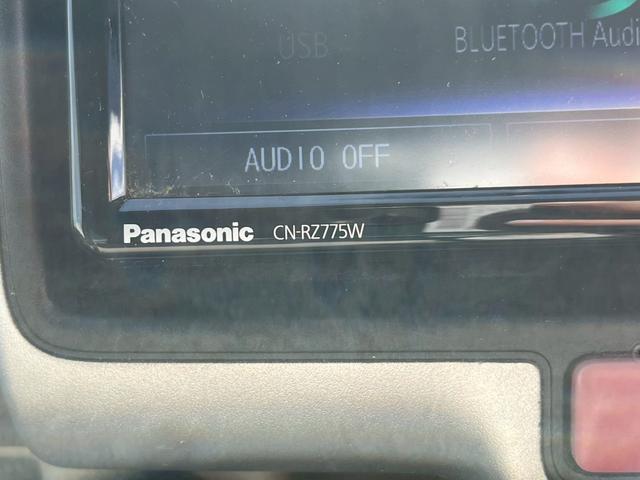 USB
BLUETOOTH Audi
AUDIO OFF
Panasonic CN-RZ775W